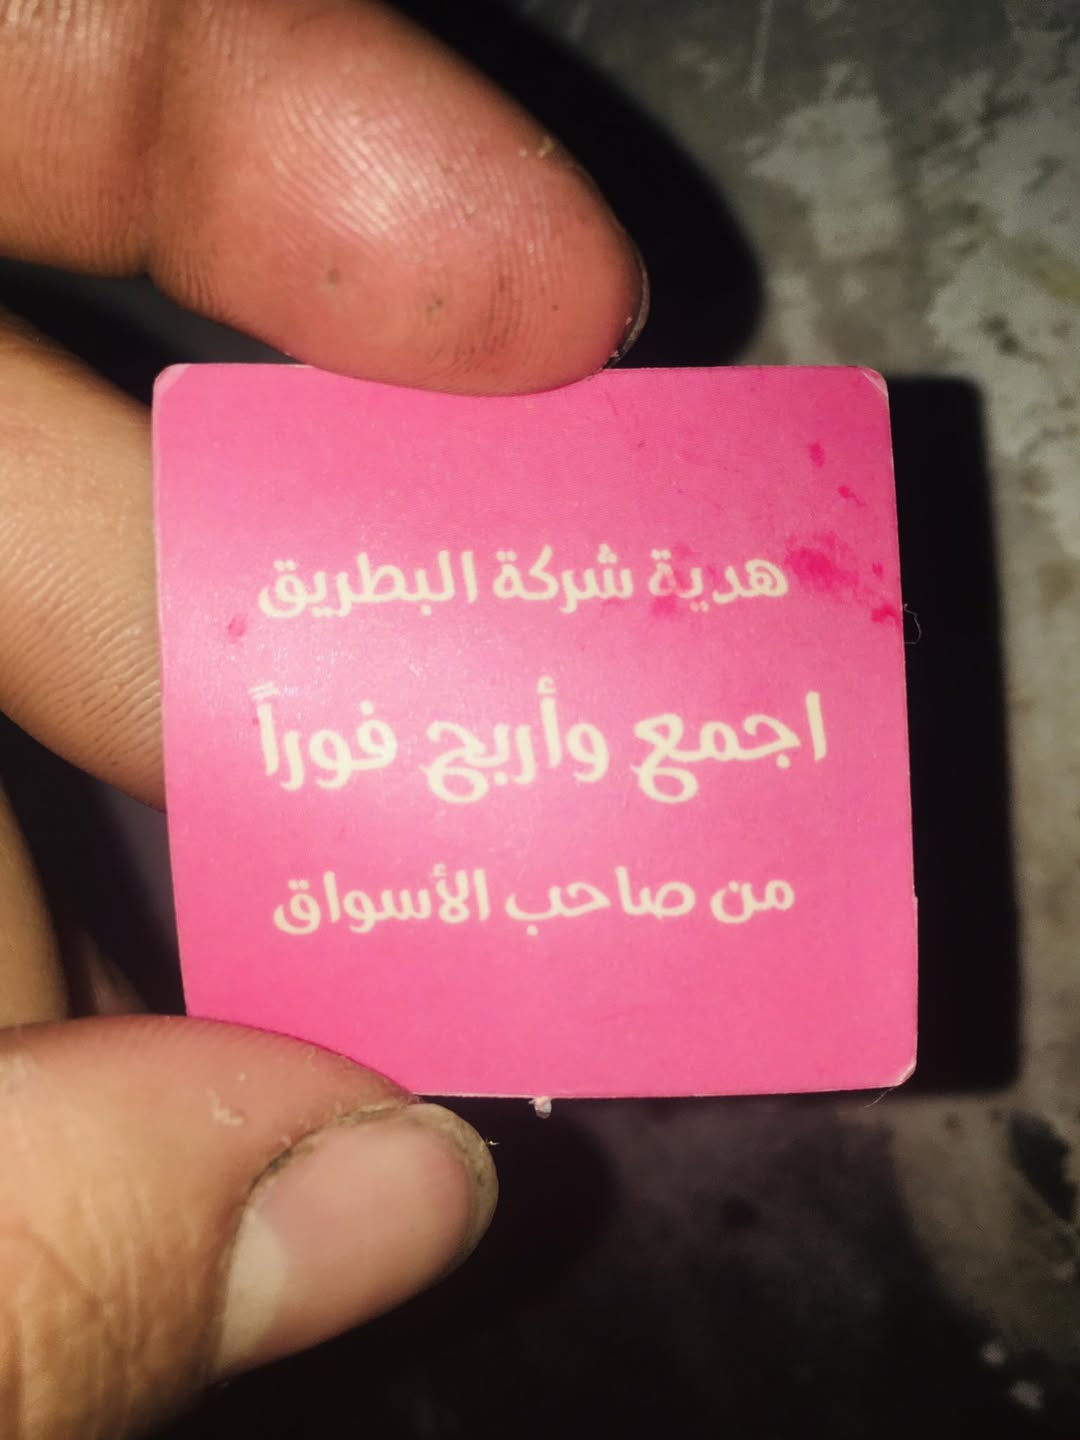 هدية شركة البطريق
اجمع وأربح فوراً
من صاحب الأسواق